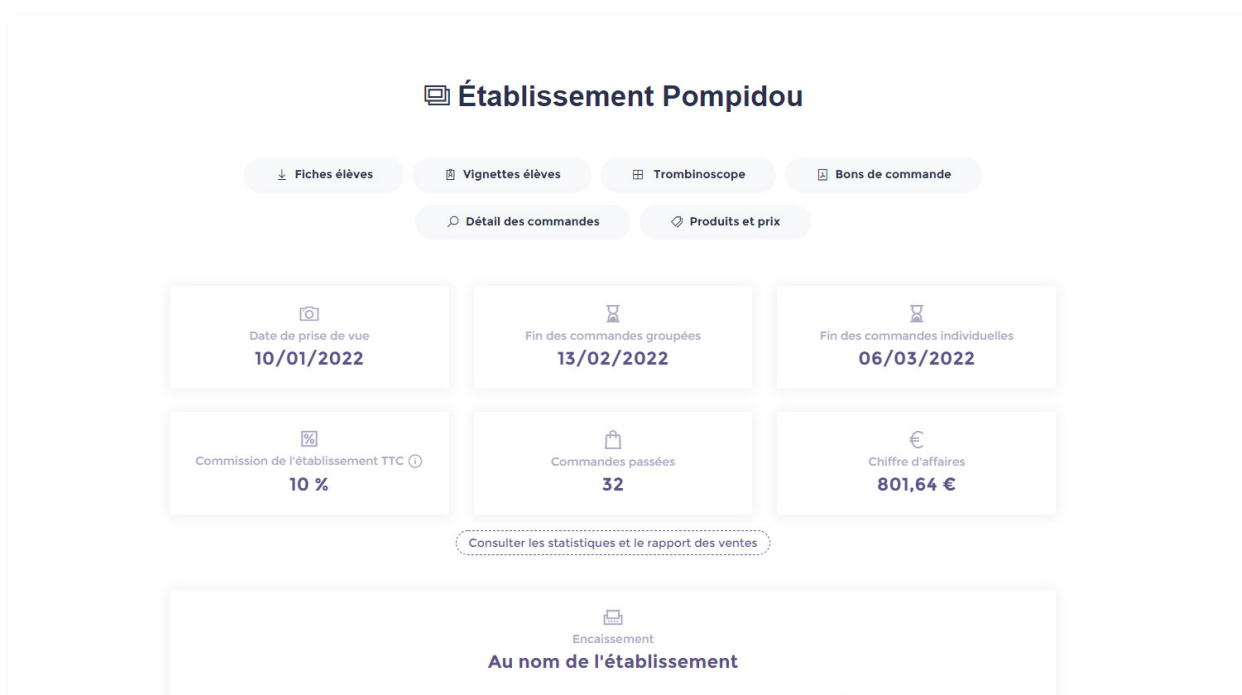 Établissement Pompidou
Fiches élèves
Vignettes élèves
Trombinoscope
Bons de commande
Détail des commandes
Produits et prix
Date de prise de vue
10/01/2022
Fin des commandes groupées
13/02/2022
Fin des commandes individuelles
06/03/2022
Commission de l'établissement TTC
10 %
Commandes passées
32
Chiffre d'affaires
801,64 €
Consulter les statistiques et le rapport des ventes
Encaissement
Au nom de l'établissement